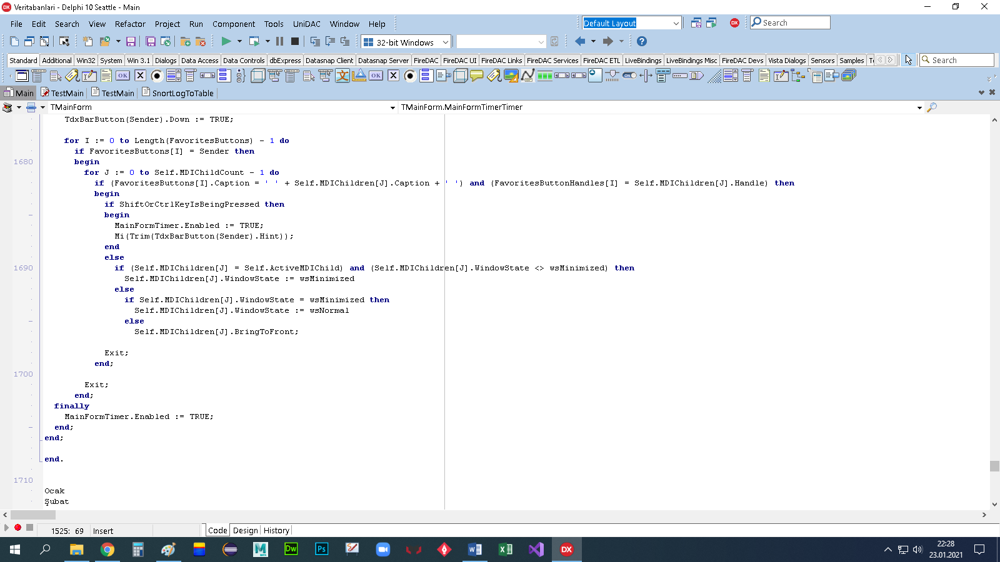 Veritabanlari - Delphi 10 Seattle - Main
File Edit Search View Refactor Project Run Component Tools UniDAC Window Help
Default Layout
Search
32-bit Windows
Standard Additional Win32 System Win 3.1 Dialogs Data Access Data Controls dbExpress Datasnap Client Datasnap Server FireDAC FireDAC UI FireDAC Links FireDAC Services FireDAC ETL LiveBindings LiveBindings Misc FireDAC Devs Vista Dialogs Sensors Samples
Search
Main TestMain TestMain SnortLogToTable
TMainForm TMainForm.MainFormTimerTimer
TdxBarButton(Sender).Down := TRUE;
for I := 0 to Length(FavoritesButtons) - 1 do
if FavoritesButtons[I] = Sender then
1680 begin
for J := 0 to Self.MDIChildCount - 1 do
if (FavoritesButtons[I].Caption = ' ' + Self.MDIChildren[J].Caption + ' ') and (FavoritesButtonHandles[I] = Self.MDIChildren[J].Handle) then
begin
if ShiftOrCtrlKeyIsBeingPressed then
begin
MainFormTimer.Enabled := TRUE;
Mi(Trim(TdxBarButton(Sender).Hint));
end
else
1690 if (Self.MDIChildren[J] = Self.ActiveMDIChild) and (Self.MDIChildren[J].WindowState <> wsMinimized) then
Self.MDIChildren[J].WindowState := wsMinimized
else
if Self.MDIChildren[J].WindowState = wsMinimized then
Self.MDIChildren[J].WindowState := wsNormal
else
Self.MDIChildren[J].BringToFront;
Exit;
end;
1700
Exit;
end;
finally
MainFormTimer.Enabled := TRUE;
end;
end;
end.
1710
Ocak
Şubat
1525: 69 Insert Code Design History
22:28
23.01.2021